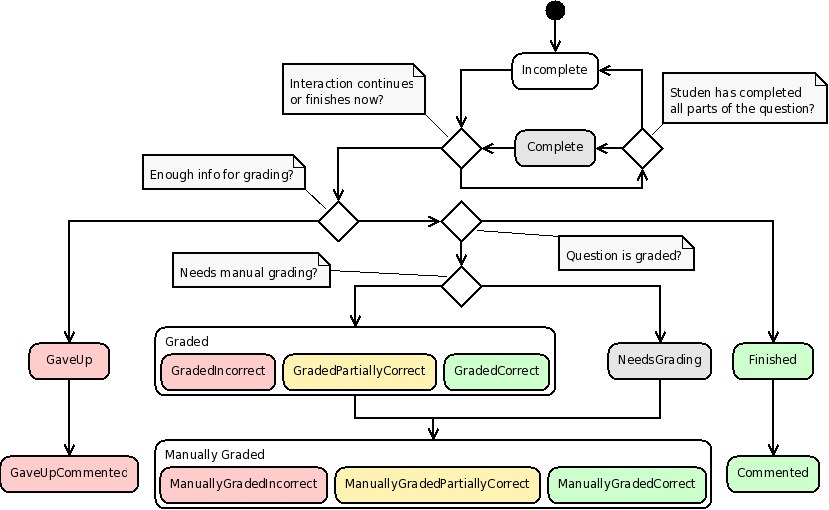 Incomplete
Interaction continues
or finishes now?
Studen has completed
all parts of the question?
Complete
Enough info for grading?
Question is graded?
Needs manual grading?
Graded
GaveUp
GradedIncorrect
GradedPartiallyCorrect
GradedCorrect
NeedsGrading
Finished
Manually Graded
GaveUpCommented
ManuallyGradedIncorrect
ManuallyGradedPartiallyCorrect
ManuallyGradedCorrect
Commented